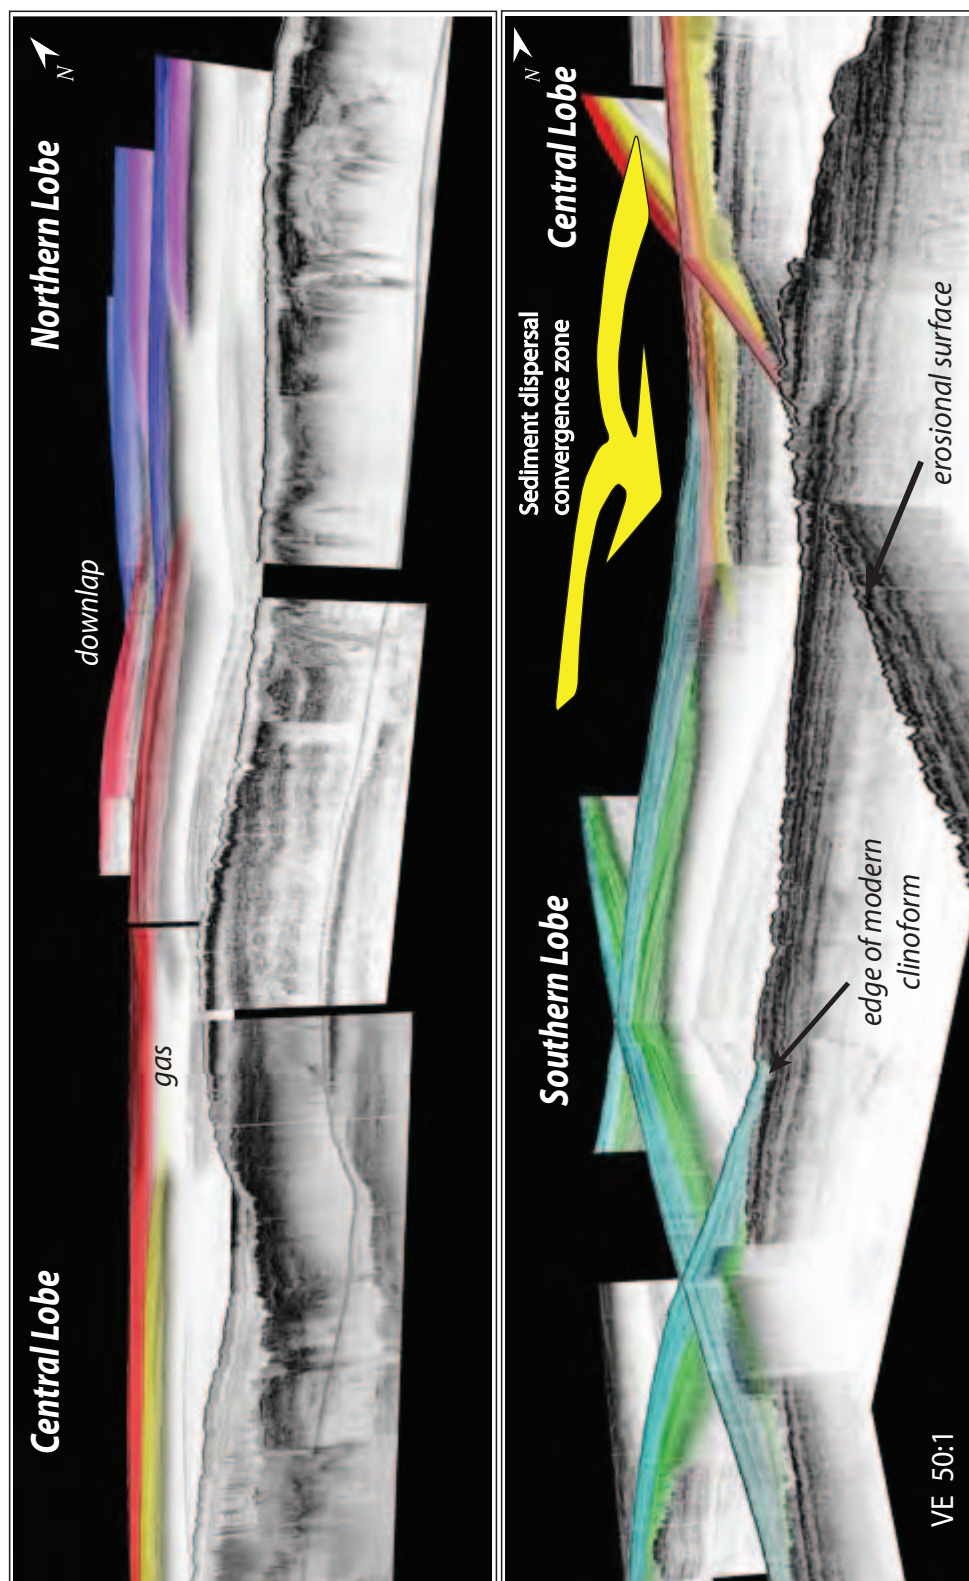 N
Northern Lobe
downlap
gas
Central Lobe
N
Central Lobe
Sediment dispersal
convergence zone
erosional surface
Southern Lobe
edge of modern
clinoform
VE 50:1